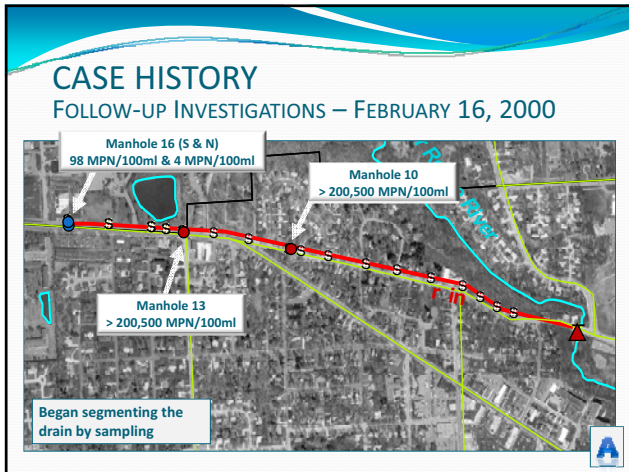 CASE HISTORY
FOLLOW-UP INVESTIGATIONS – FEBRUARY 16, 2000
Manhole 16 (S & N)
98 MPN/100ml & 4 MPN/100ml
Manhole 10
> 200,500 MPN/100ml
River
S S S S S S S S S S S S S S
Manhole 13
> 200,500 MPN/100ml
Began segmenting the
drain by sampling
A